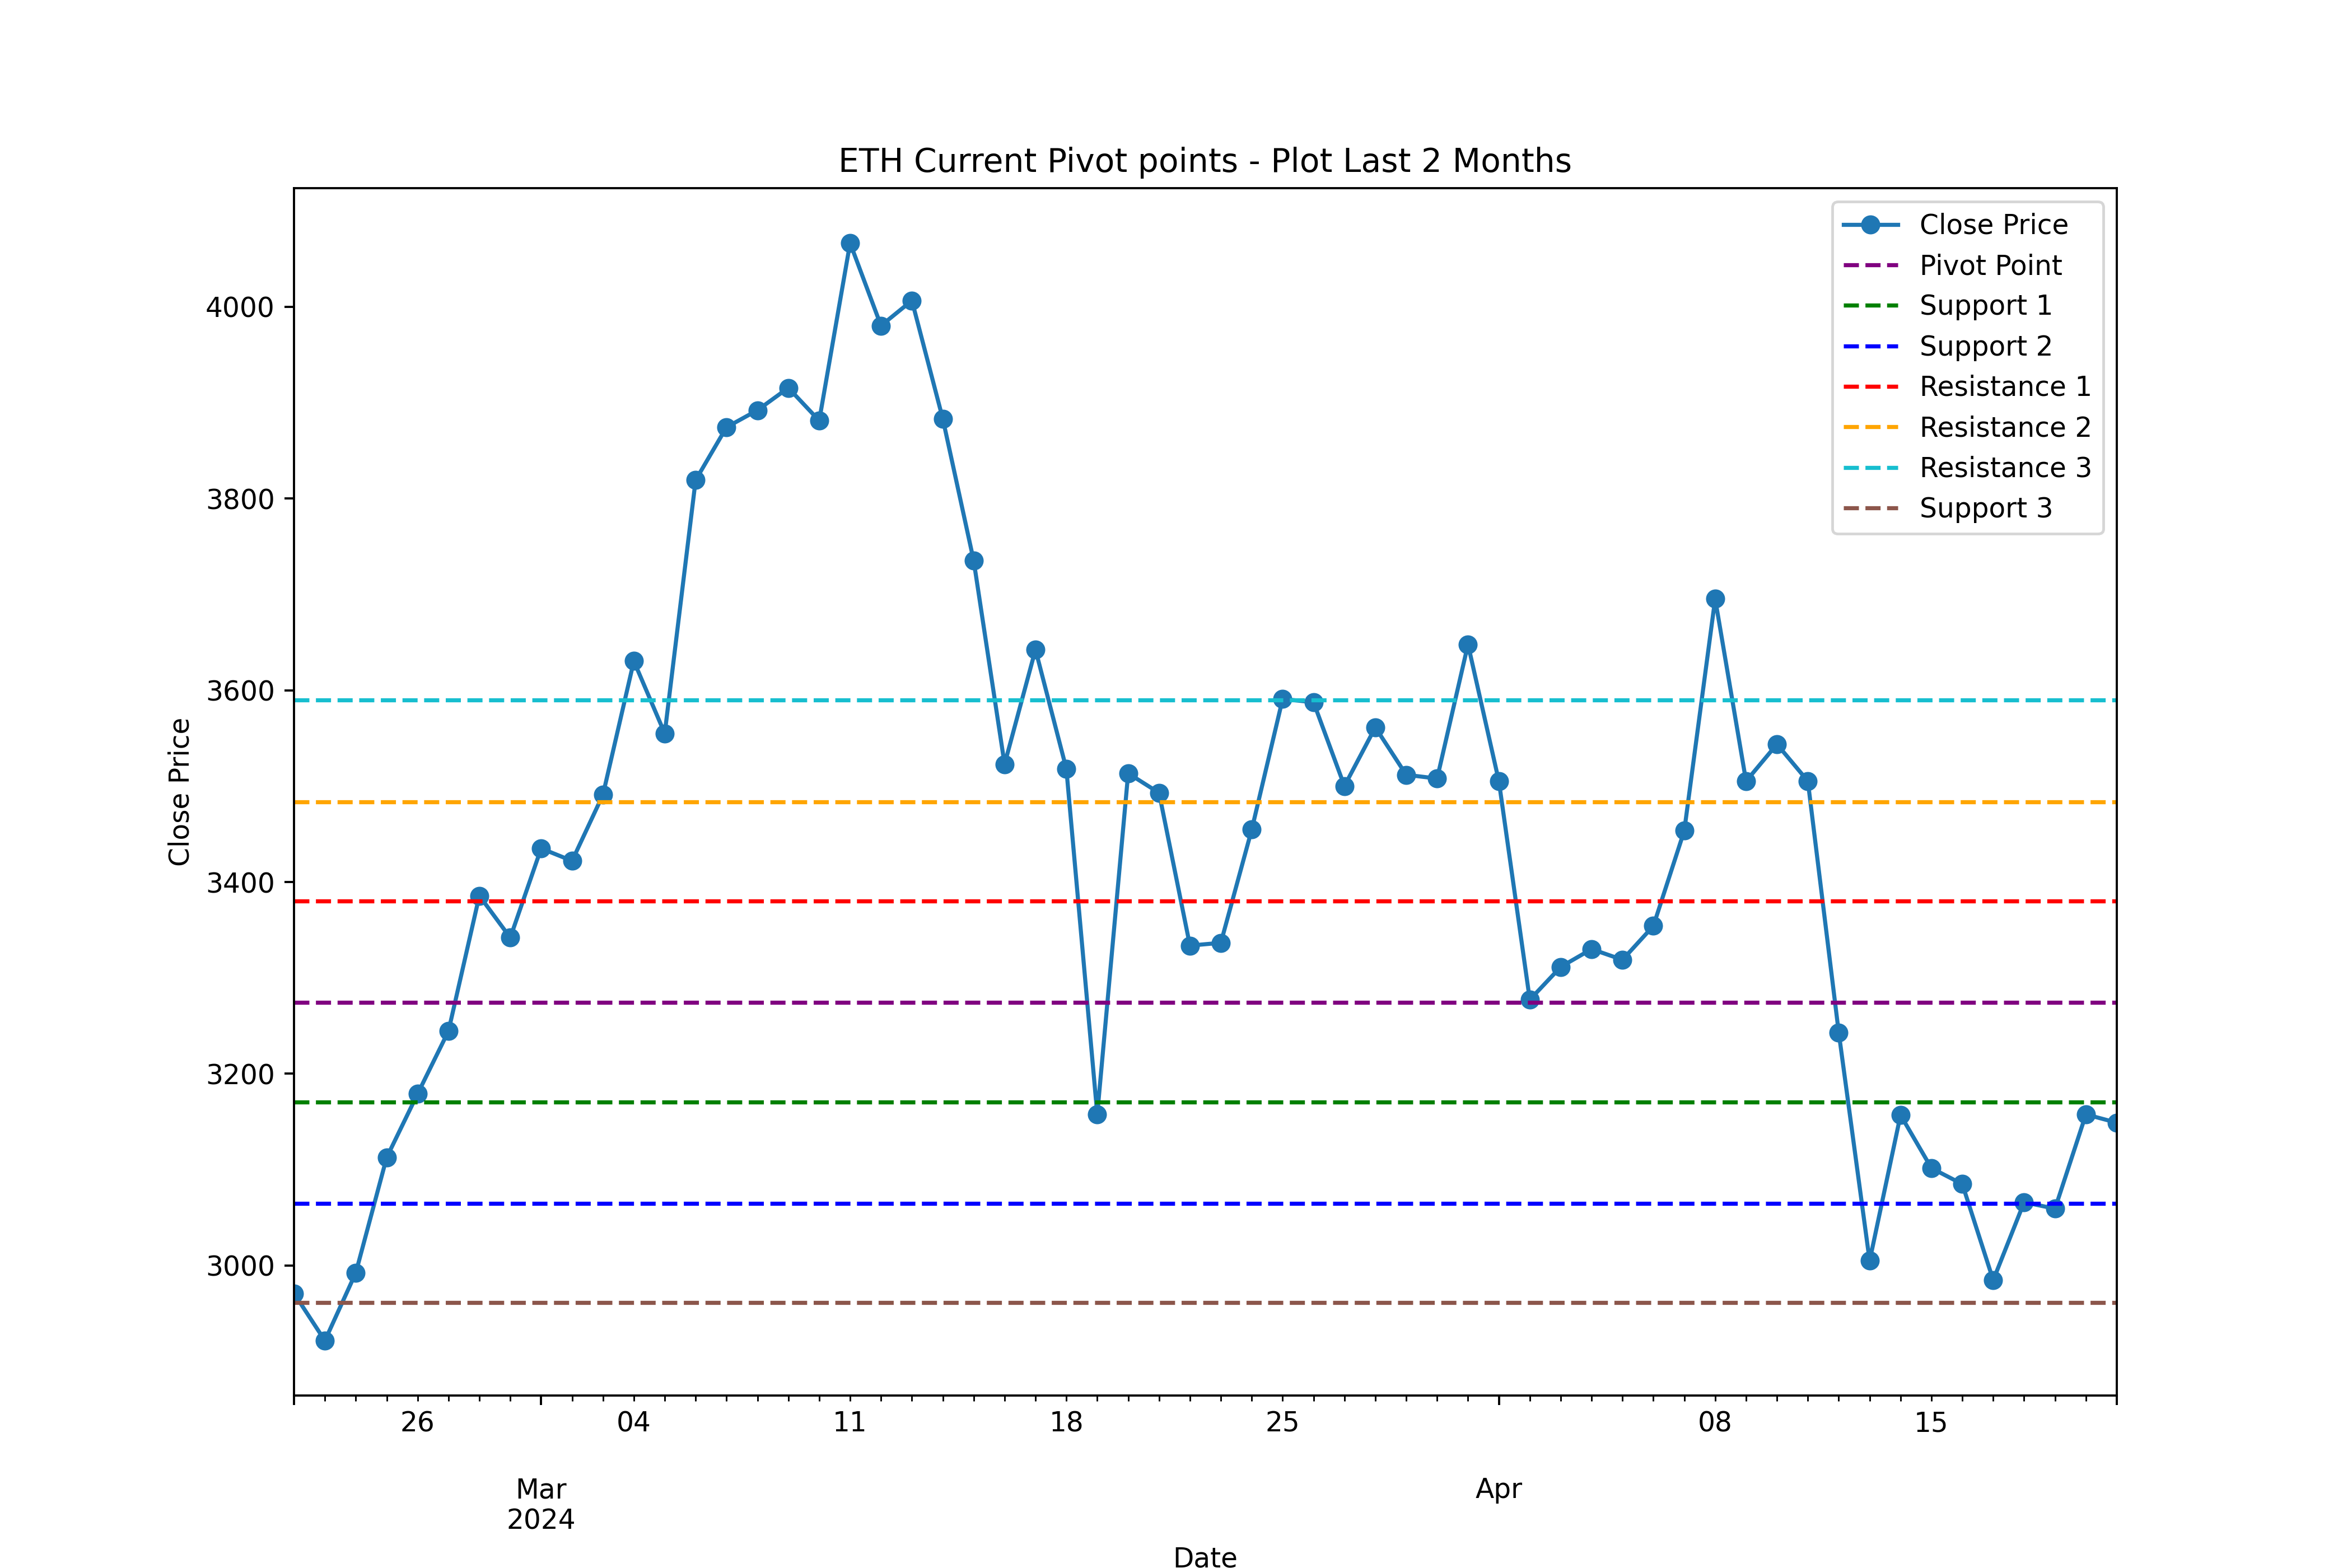 ETH Current Pivot points - Plot Last 2 Months
Close Price
Pivot Point
Support 1
Support 2
Resistance 1
Resistance 2
Resistance 3
Support 3
4000
3800
3600
3400
3200
3000
Close Price
26
04
11
18
25
08
15
Mar
2024
Apr
Date